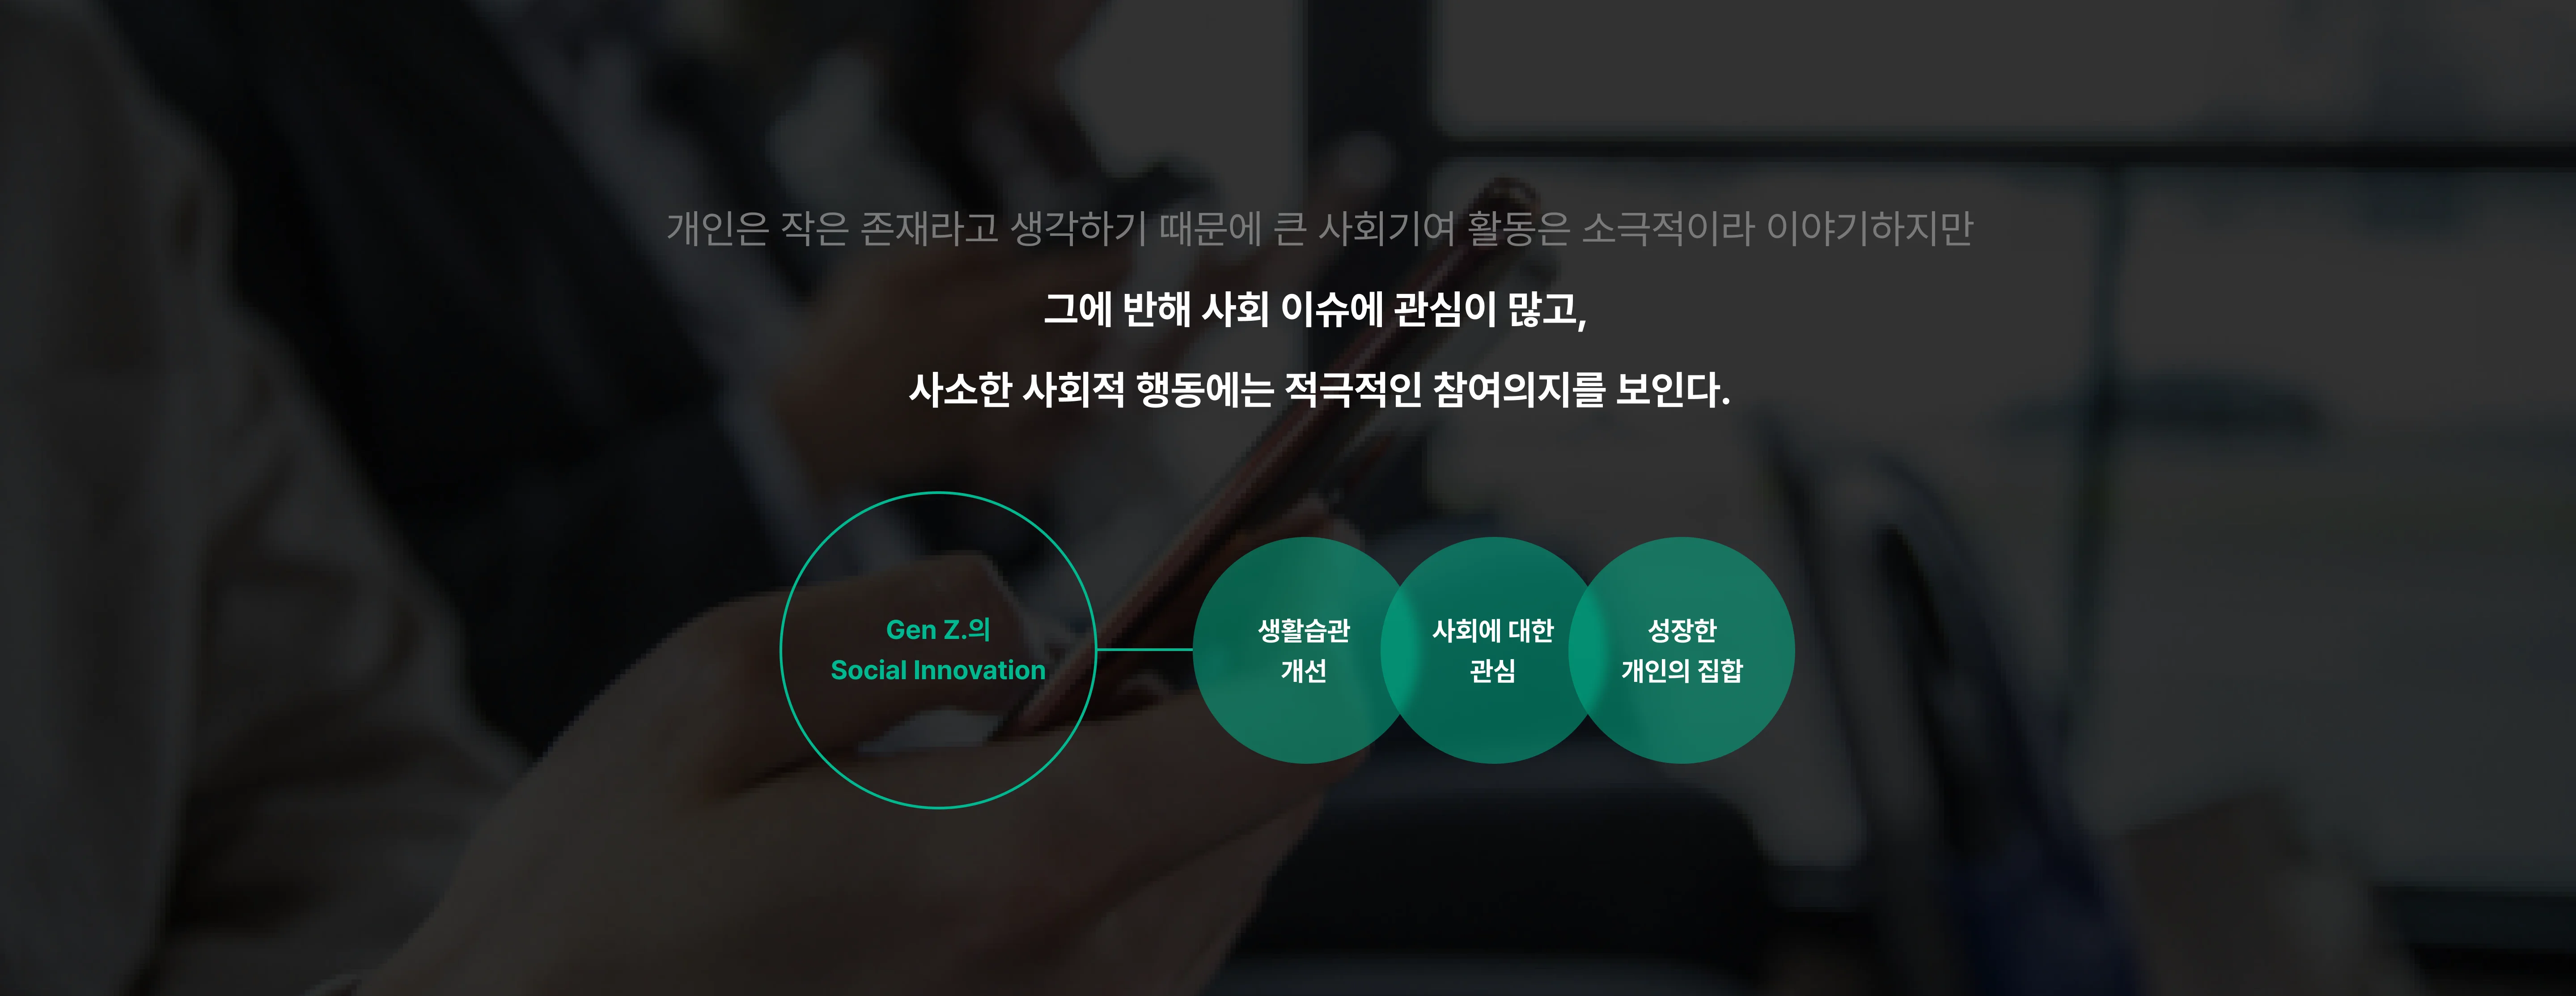 개인은 작은 존재라고 생각하기 때문에 큰 사회기여 활동은 소극적이라 이야기하지만
그에 반해 사회 이슈에 관심이 많고,
사소한 사회적 행동에는 적극적인 참여의지를 보인다.
Gen Z.의
Social Innovation
생활습관
개선
사회에 대한
관심
성장한
개인의 집합